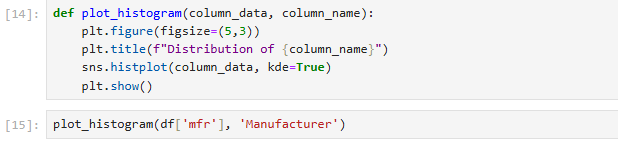 [14]: def plot_histogram(column_data, column_name):
    plt.figure(figsize=(5,3))
    plt.title(f"Distribution of {column_name}")
    sns.histplot(column_data, kde=True)
    plt.show()
[15]: plot_histogram(df['mfr'], 'Manufacturer')